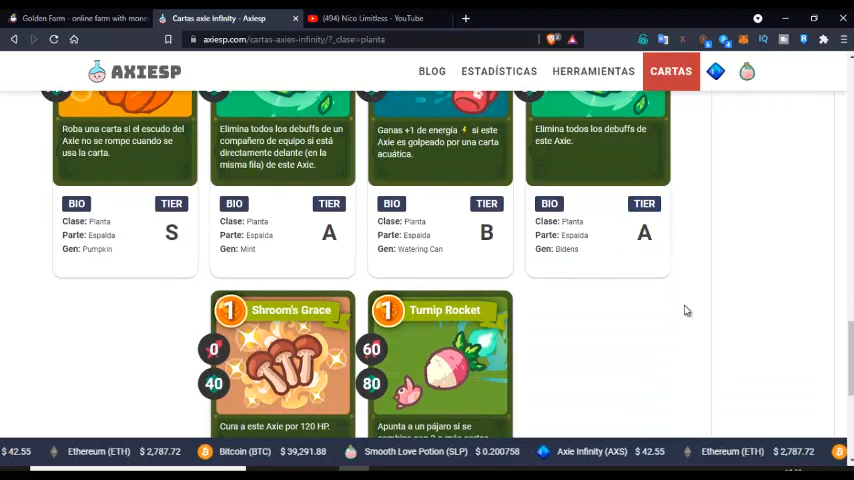 Golden Farm - online farm with mone
Cartas axie infinity - Axiesp
(494) Nico Limitless - YouTube
axiesp.com/cartas-axies-infinity/?_clase=planta
AXIESP
BLOG ESTADÍSTICAS HERRAMIENTAS CARTAS
Roba una carta si el escudo del
Axie no se rompe cuando se
usa la carta.
BIO TIER
Clase: Planta
Parte: Espalda
Gen: Pumpkin
S
Elimina todos los debuffs de un
compañero de equipo si está
directamente delante (en la
misma fila) de este Axie.
BIO TIER
Clase: Planta
Parte: Espalda
Gen: Mint
A
Ganas +1 de energía si este
Axie es golpeado por una carta
acuática.
BIO TIER
Clase: Planta
Parte: Espalda
Gen: Watering Can
B
Elimina todos los debuffs de
este Axie.
BIO TIER
Clase: Planta
Parte: Espalda
Gen: Bidens
A
1 Shroom's Grace
0
40
Cura a este Axie por 120 HP.
1 Turnip Rocket
60
80
Apunta a un pájaro si se
combina con 2 o más cartas
$ 42.55 Ethereum (ETH) $ 2,787.72 Bitcoin (BTC) $ 39,291.88 Smooth Love Potion (SLP) $ 0.200758 Axie Infinity (AXS) $ 42.55 Ethereum (ETH) $ 2,787.72